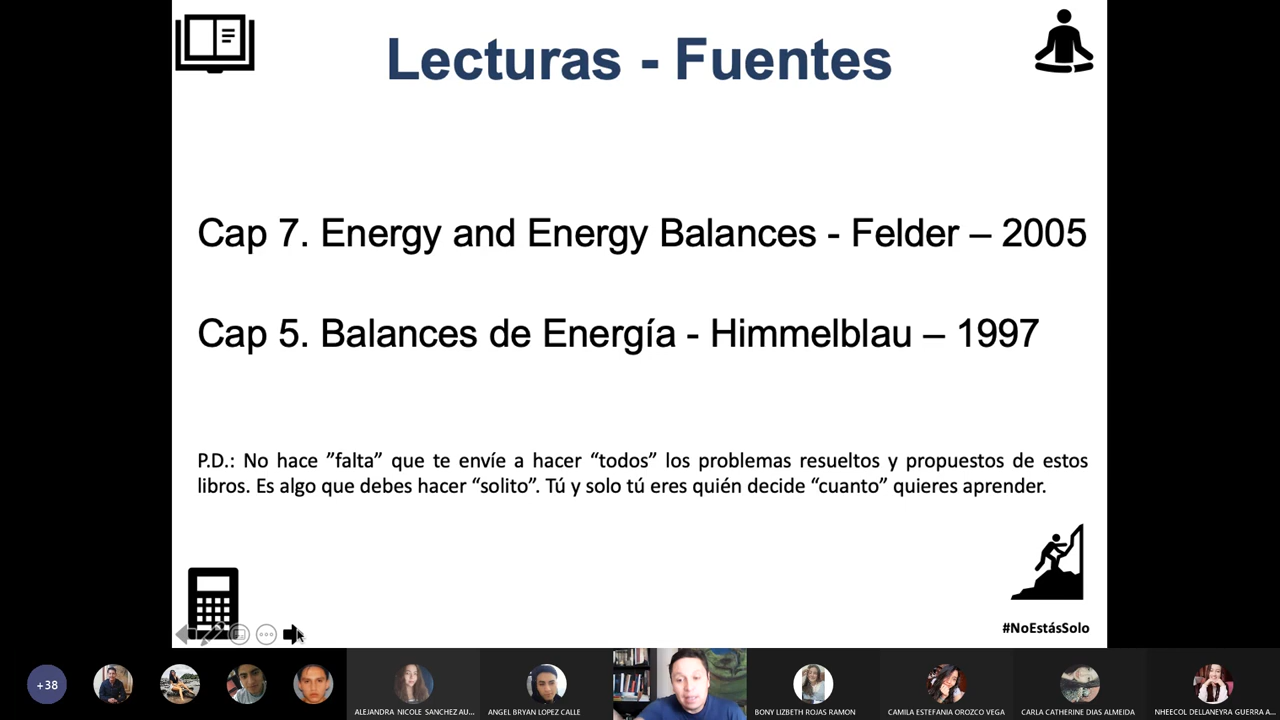 Lecturas - Fuentes
Cap 7. Energy and Energy Balances - Felder – 2005
Cap 5. Balances de Energía - Himmelblau – 1997
P.D.: No hace ”falta” que te envíe a hacer “todos” los problemas resueltos y propuestos de estos
libros. Es algo que debes hacer “solito”. Tú y solo tú eres quién decide “cuanto” quieres aprender.
#NoEstásSolo
+38
ALEJANDRA NICOLE SANCHEZ AU...
ANGEL BRYAN LOPEZ CALLE
BONY LIZBETH ROJAS RAMON
CAMILA ESTEFANIA OROZCO VEGA
CARLA CATHERINE DIAS ALMEIDA
NHEECOL DELLANEYRA GUERRA A...